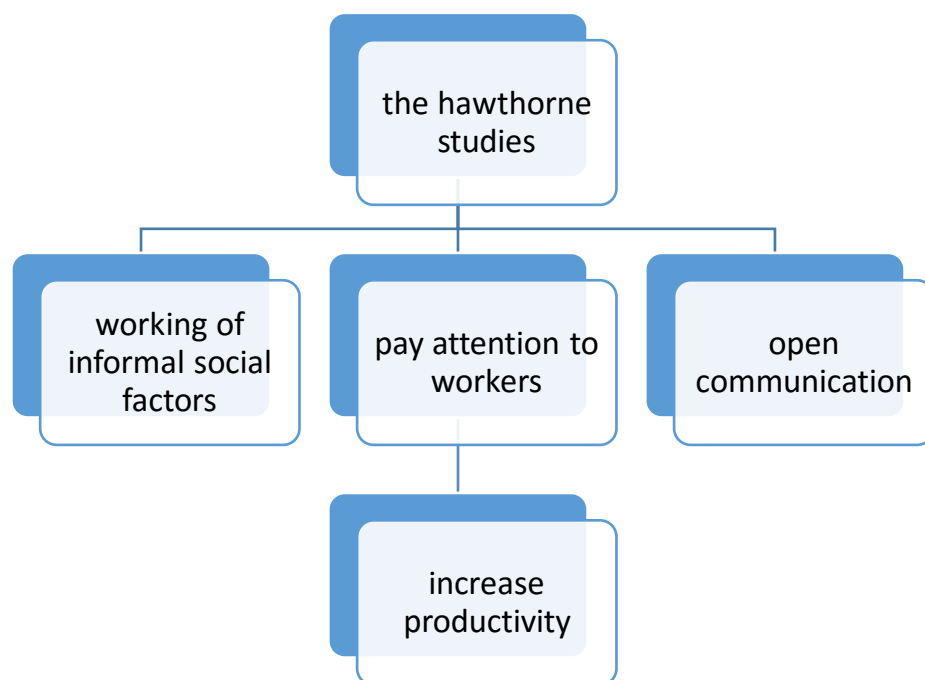 the hawthorne
studies
working of
informal social
factors
pay attention to
workers
open
communication
increase
productivity